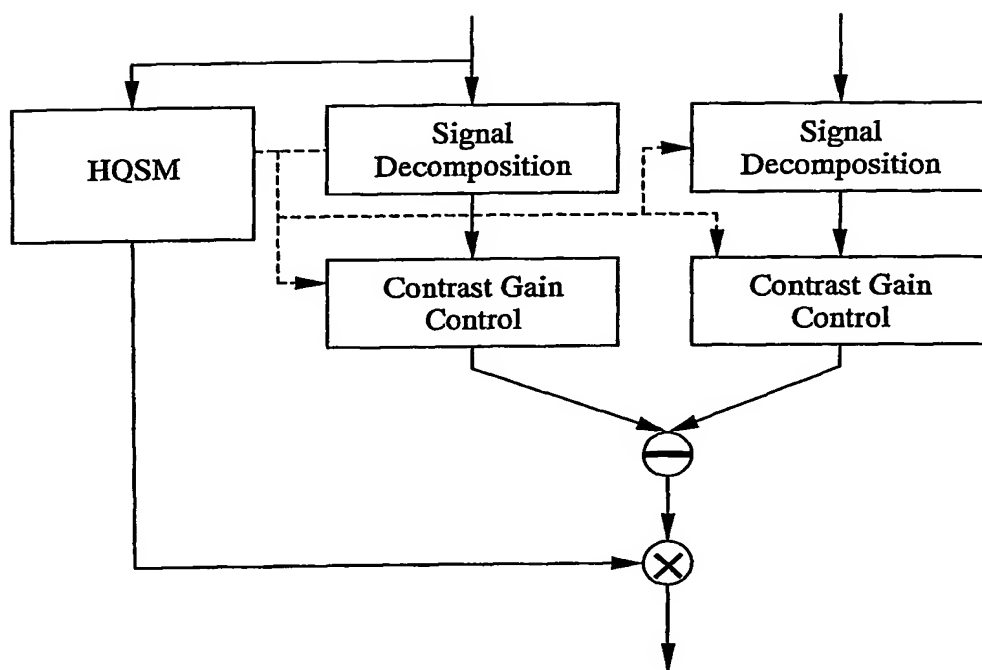 HQSM
Signal
Decomposition
Signal
Decomposition
Contrast Gain
Control
Contrast Gain
Control